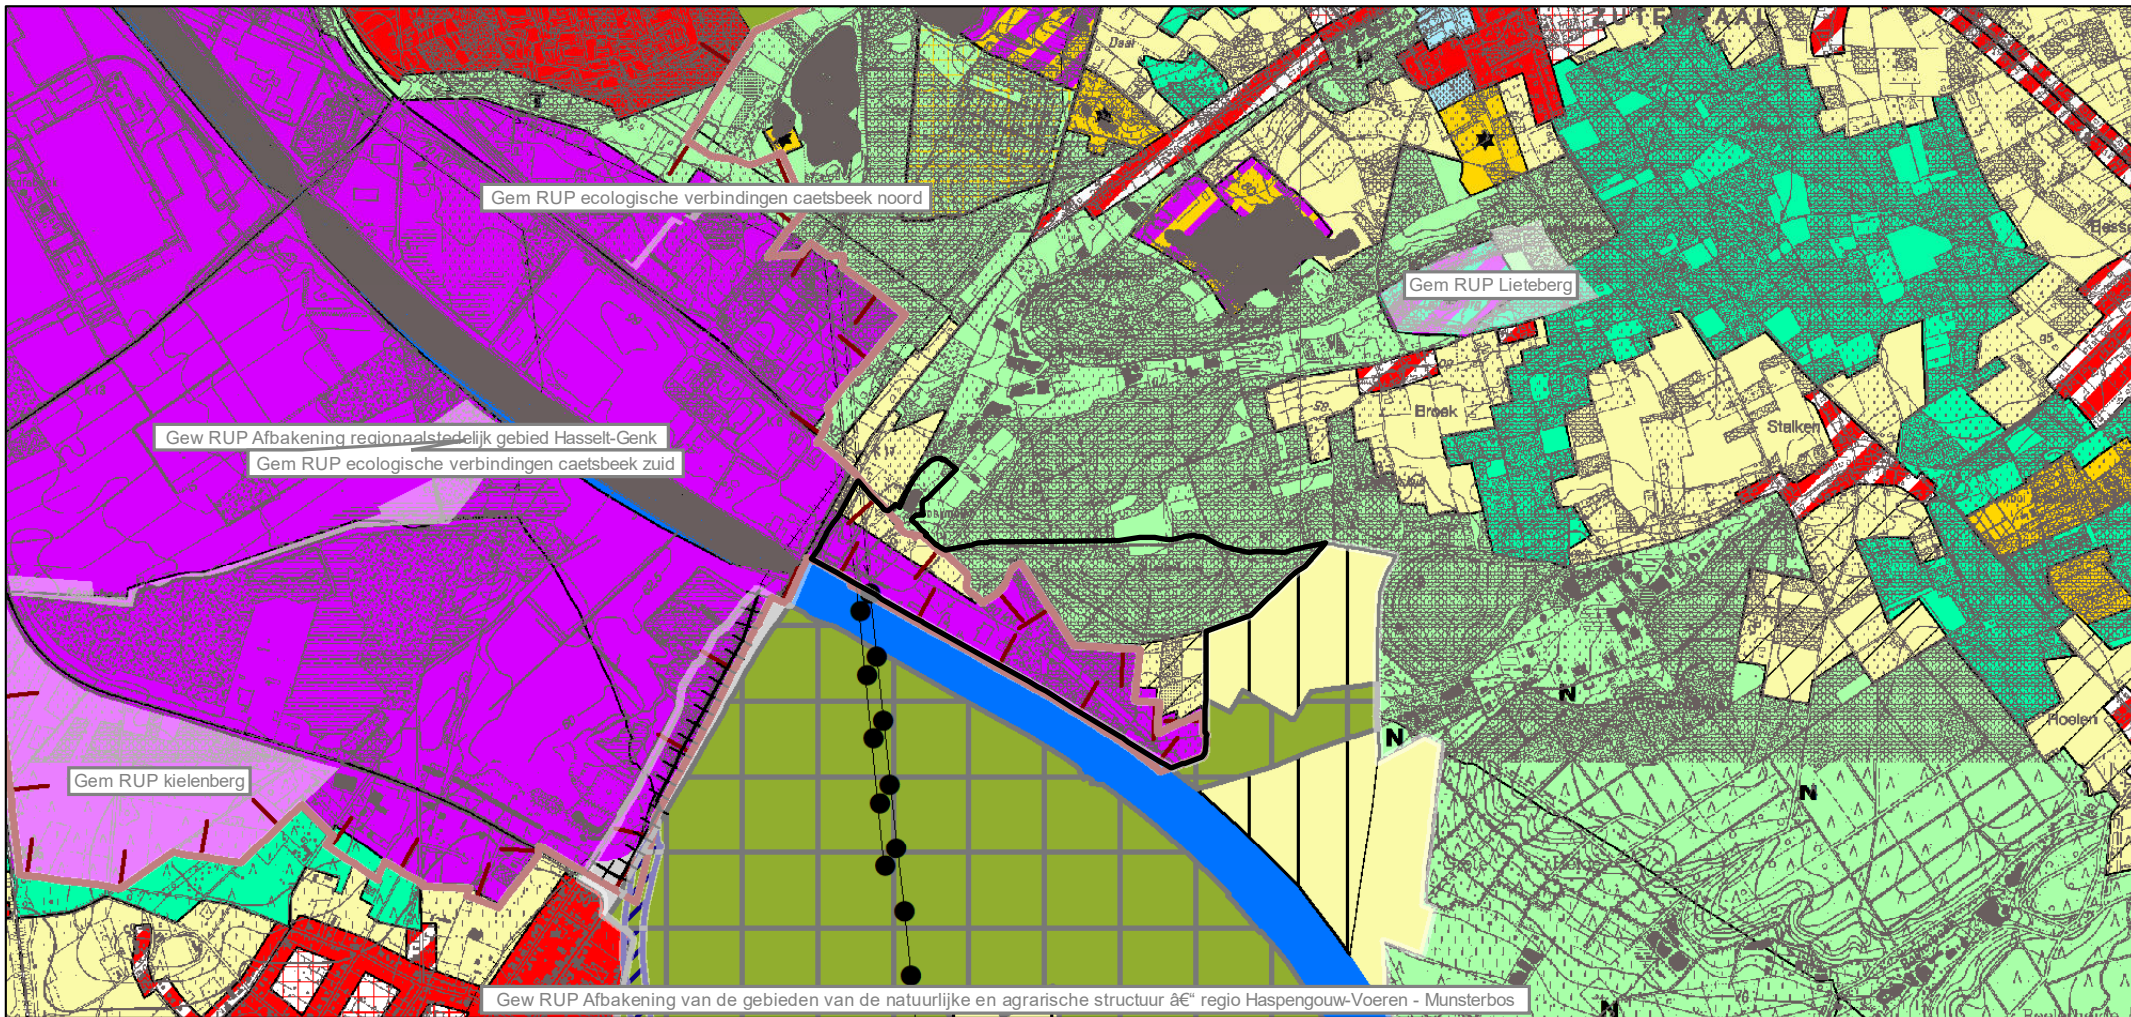 Daal
Gem RUP ecologische verbindingen caetsbeek noord
Gem RUP Lieteberg
Broek
Stalken
Gew RUP Afbakening regionaalstedelijk gebied Hasselt-Genk
Gem RUP ecologische verbindingen caetsbeek zuid
N
N
Gem RUP kielenberg
N
Gew RUP Afbakening van de gebieden van de natuurlijke en agrarische structuur â€“ regio Haspengouw-Voeren - Munsterbos
N